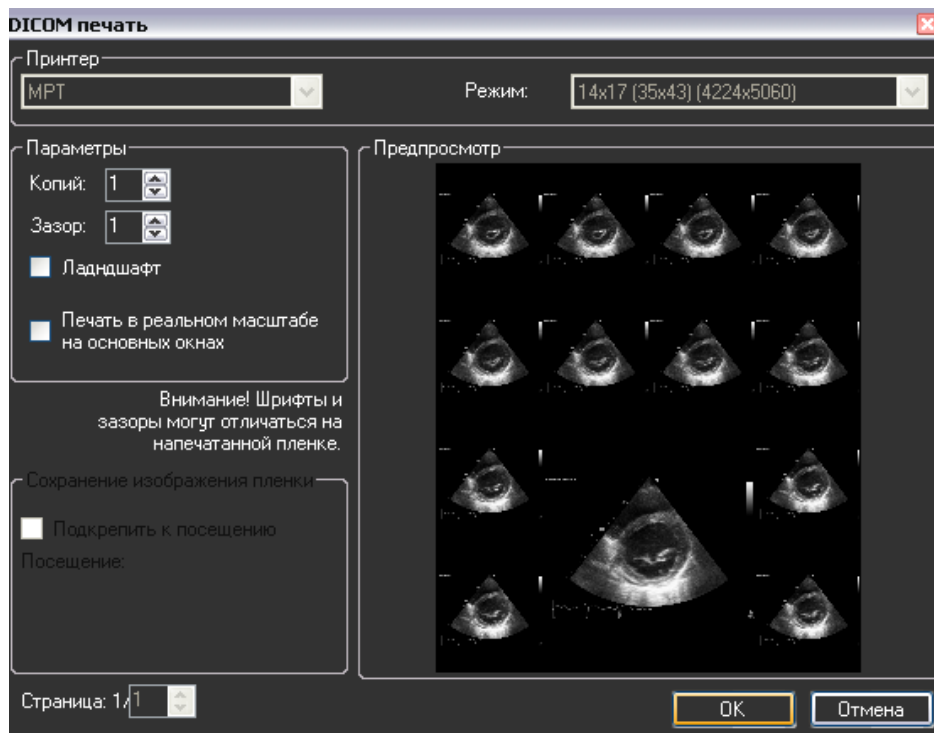 DICOM печать
Принтер
МРТ
Режим:
14x17 (35x43) (4224x5060)
Параметры
Копий: 1
Зазор: 1
Ладндшафт
Печать в реальном масштабе
на основных окнах
Внимание! Шрифты и
зазоры могут отличаться на
напечатанной пленке.
Сохранение изображения пленки
Подкрепить к посещению
Посещение:
Предпросмотр
Страница: 1/1
OK
Отмена